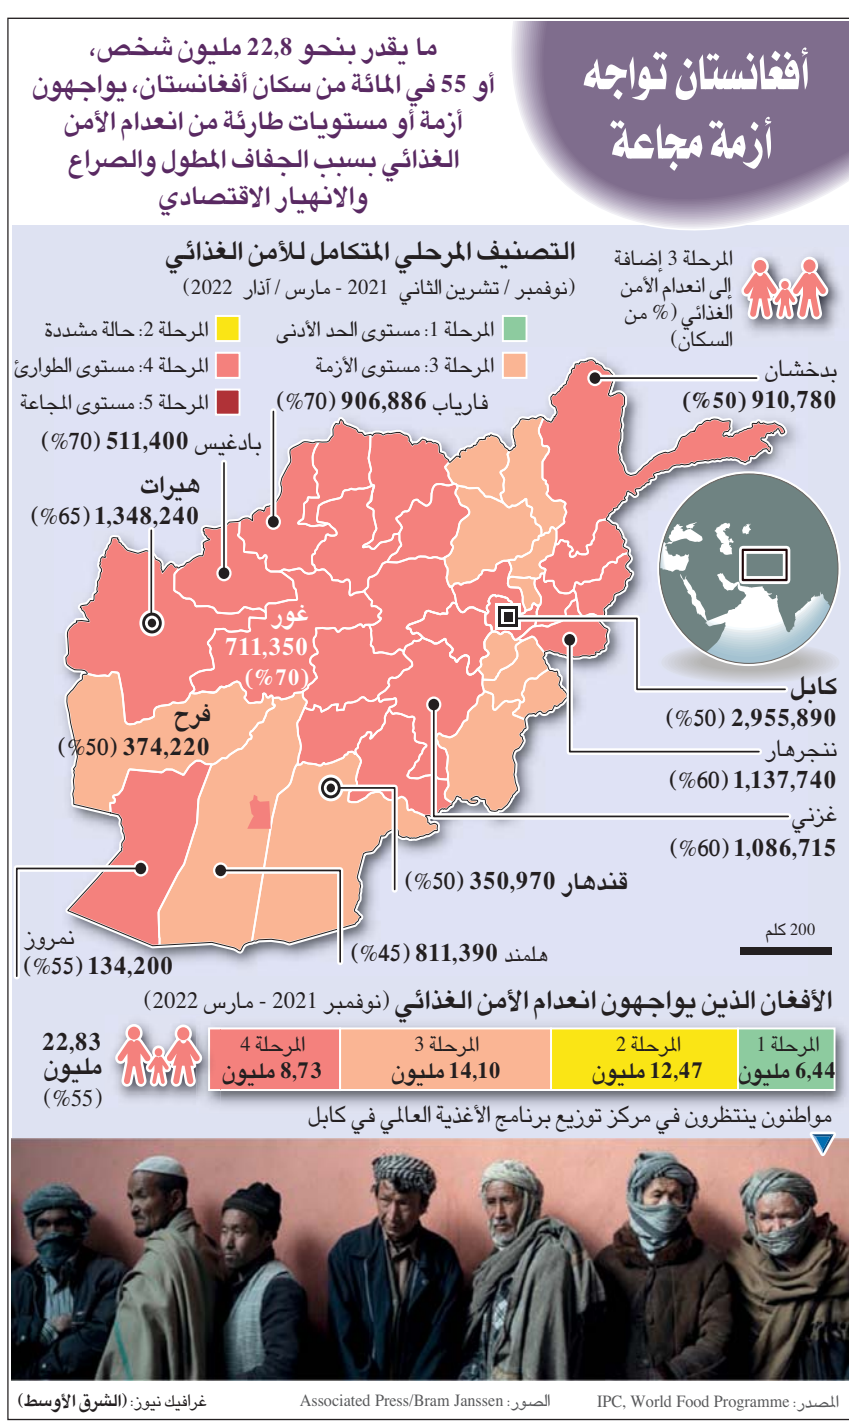 أفغانستان تواجه
أزمة مجاعة
ما يقدر بنحو 22,8 مليون شخص،
أو 55 في المائة من سكان أفغانستان، يواجهون
أزمة أو مستويات طارئة من انعدام الأمن
الغذائي بسبب الجفاف المطول والصراع
والانهيار الاقتصادي
المرحلة 3 إضافة
إلى انعدام الأمن
الغذائي (% من
السكان)
التصنيف المرحلي المتكامل للأمن الغذائي
(نوفمبر / تشرين الثاني 2021 - مارس / آذار 2022)
المرحلة 1: مستوى الحد الأدنى
المرحلة 2: حالة مشددة
المرحلة 3: مستوى الأزمة
المرحلة 4: مستوى الطوارئ
المرحلة 5: مستوى المجاعة
بدخشان
910,780 (50%)
فارياب 906,886 (70%)
بادغيس 511,400 (70%)
هيرات
1,348,240 (65%)
غور
711,350
(70%)
فرح
374,220 (50%)
كابل
2,955,890 (50%)
ننجرهار
1,137,740 (60%)
غزني
1,086,715 (60%)
قندهار 350,970 (50%)
هلمند 811,390 (45%)
نمروز
134,200 (55%)
200 كلم
الأفغان الذين يواجهون انعدام الأمن الغذائي (نوفمبر 2021 - مارس 2022)
المرحلة 1
6,44 مليون
المرحلة 2
12,47 مليون
المرحلة 3
14,10 مليون
المرحلة 4
8,73 مليون
22,83
مليون
(55%)
مواطنون ينتظرون في مركز توزيع برنامج الأغذية العالمي في كابل
المصدر: IPC, World Food Programme
الصور: Associated Press/Bram Janssen
غرافيك نيوز: (الشرق الأوسط)